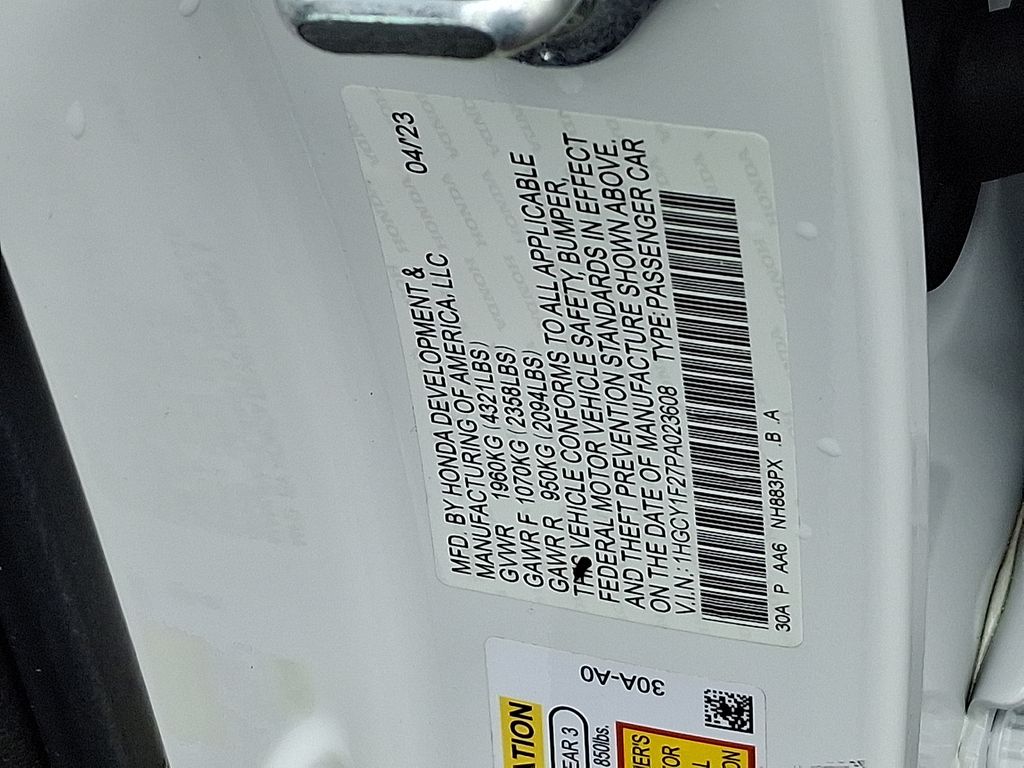 MFD. BY HONDA DEVELOPMENT & 04/'23
MANUFACTURING OF AMERICA, LLC
GVWR 1960KG (4321LBS)
GAWR F 1070KG (2358LBS)
GAWR R 950KG (2094LBS)
THIS VEHICLE CONFORMS TO ALL APPLICABLE
FEDERAL MOTOR VEHICLE SAFETY, BUMPER,
AND THEFT PREVENTION STANDARDS IN EFFECT
ON THE DATE OF MANUFACTURE SHOWN ABOVE.
V.I.N.: 1HGCY1F27PA023608 TYPE:PASSENGER CAR
30A P AA6 NH883PX .B .A
30A-A0
850lbs.